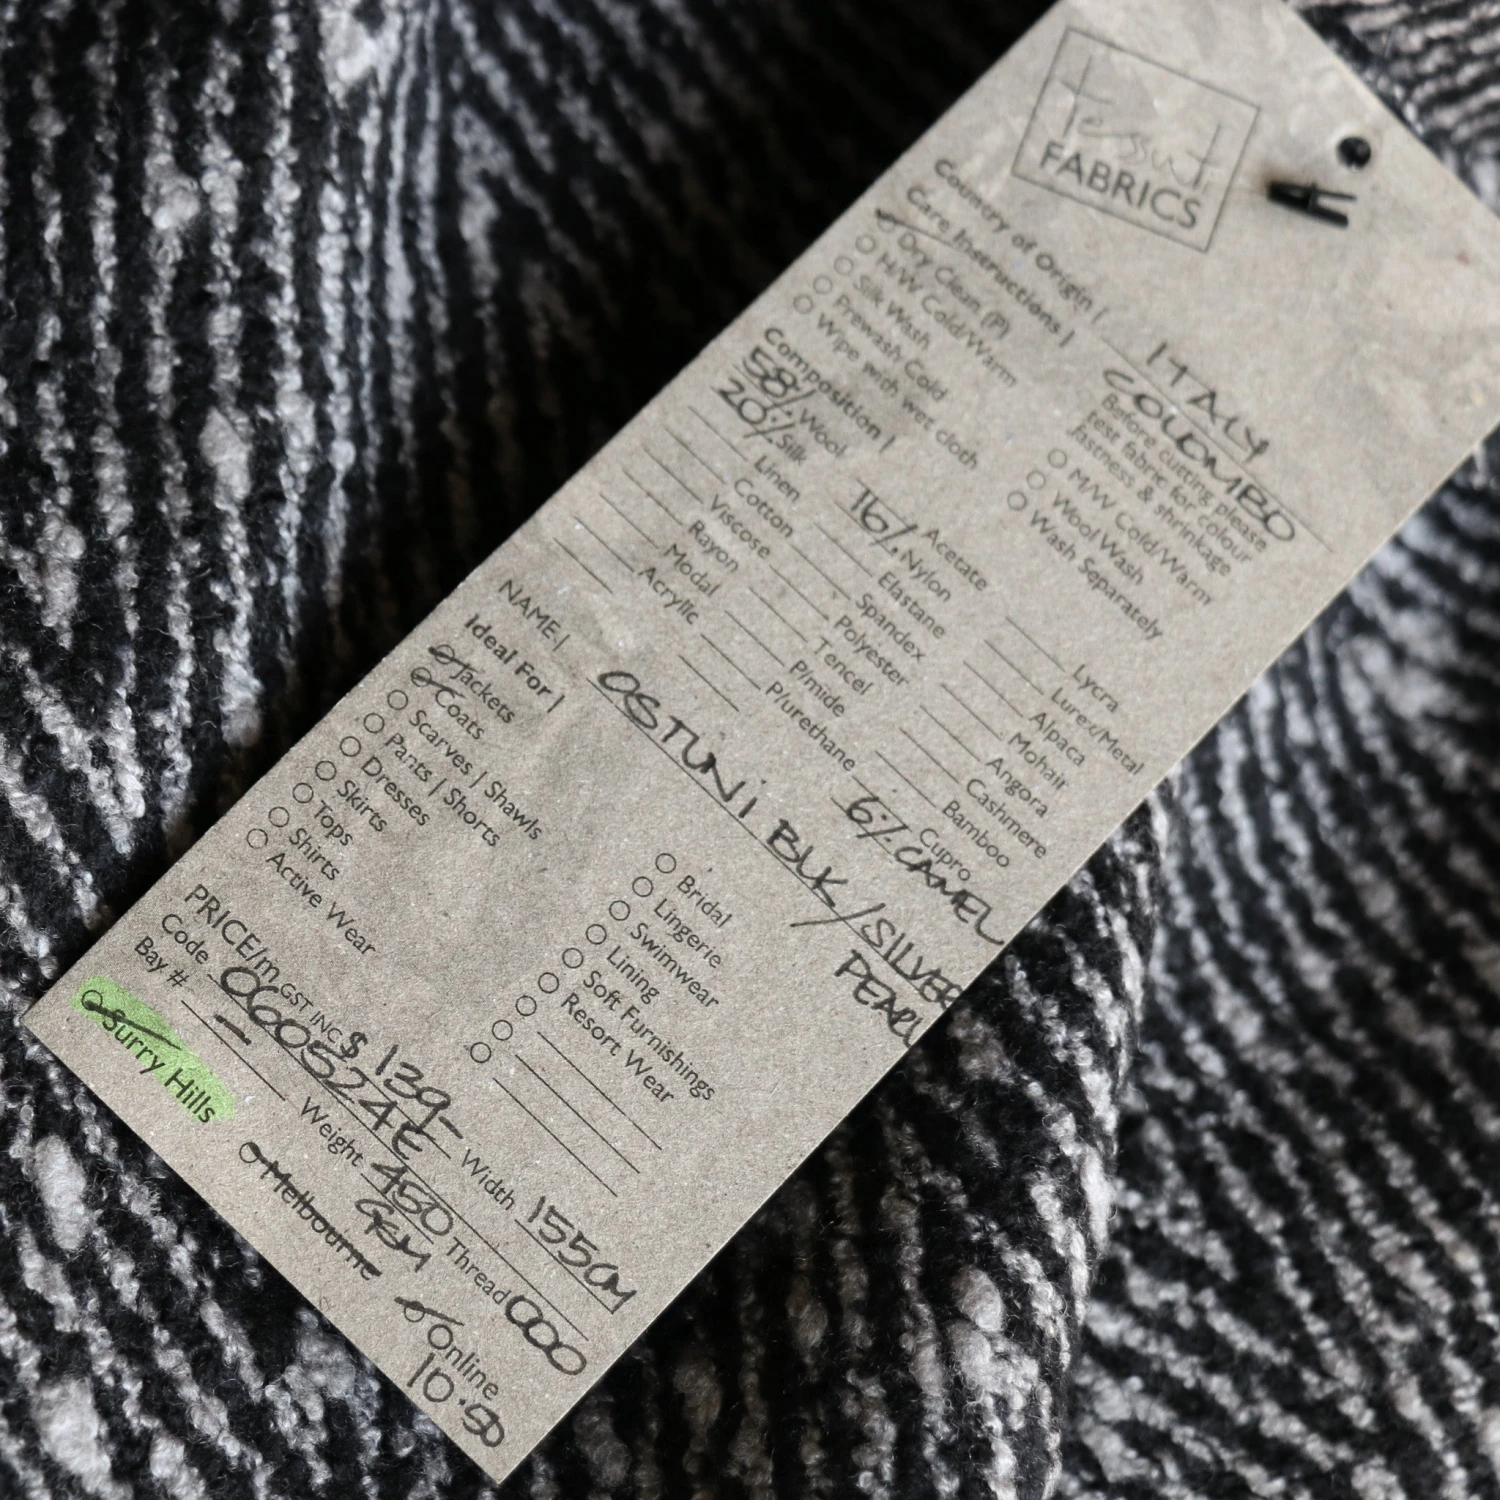 tessuti
FABRICS
Country of Origin | ITALY
COLOMBO
Care Instructions |
Dry Clean (P)
H/W Cold/Warm
Silk Wash
Prewash Cold
Wipe with wet cloth
Before cutting please
test fabric for colour
fastness & shrinkage
M/W Cold/Warm
Wool Wash
Wash Separately
Composition |
58% Wool
20% Silk
Linen
Cotton
Viscose
Rayon
Modal
Acrylic
Acetate
16% Nylon
Elastane
Spandex
Polyester
Tencel
P/mide
P/urethane
Lycra
Lurex/Metal
Alpaca
Mohair
Angora
Cashmere
Bamboo
Cupro
6% CAMEL
NAME | OSTUNI BLK/SILVER
PEARL
Ideal For |
Jackets
Coats
Scarves | Shawls
Pants | Shorts
Dresses
Skirts
Tops
Shirts
Active Wear
Bridal
Lingerie
Swimwear
Lining
Soft Furnishings
Resort Wear
PRICE/m GST INC $139- Width 155CM
Code 060524E Thread 000
Bay # - Weight 450
GSM
Surry Hills Melbourne Online
10.50